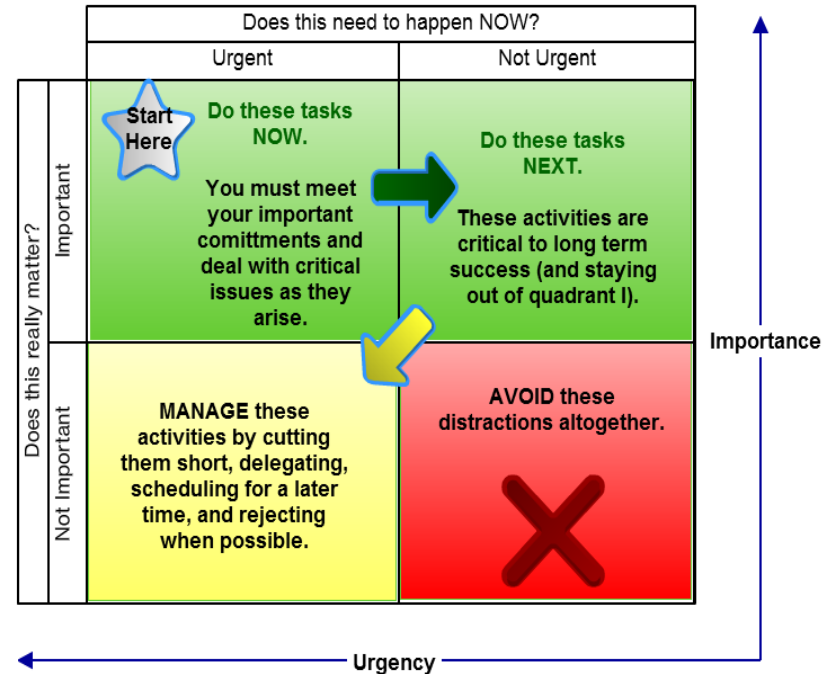 Does this need to happen NOW?
Urgent
Not Urgent
Does this really matter?
Important
Start
Here
Do these tasks
NOW.
You must meet
your important
comittments and
deal with critical
issues as they
arise.
Do these tasks
NEXT.
These activities are
critical to long term
success (and staying
out of quadrant I).
Importance
Not Important
MANAGE these
activities by cutting
them short, delegating,
scheduling for a later
time, and rejecting
when possible.
AVOID these
distractions altogether.
Urgency